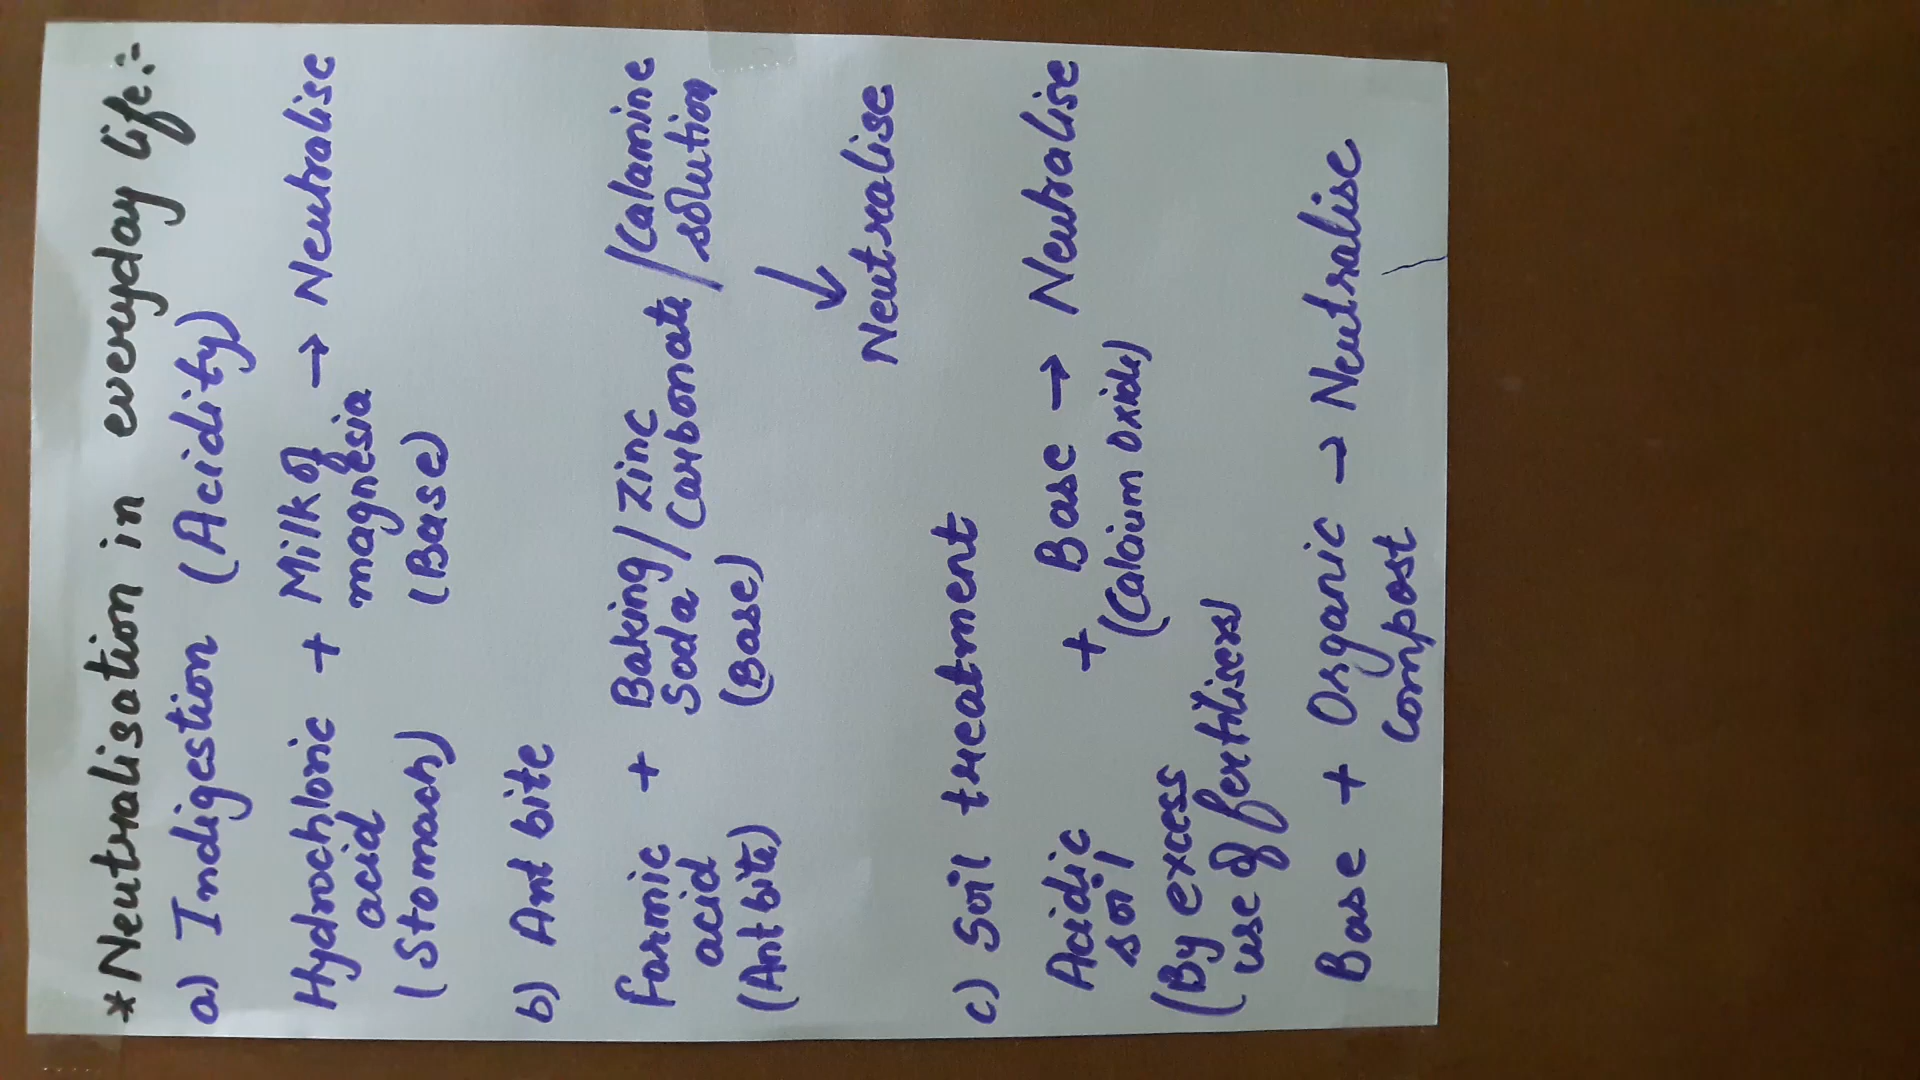 *Neutralisation in everyday life:-
a) Indigestion (Acidity)
Hydrochloric + Milk of → Neutralise
acid magnesia
(Stomach) (Base)
b) Ant bite
Formic + Baking / Zinc / Calamine
acid Soda / Carbonate / solution
(Ant bite) (Base)
↓
Neutralise
c) Soil treatment
Acidic + Base → Neutralise
soil (Calcium Oxide)
(By excess
use of fertilisers)
Base + Organic → Neutralise
compost